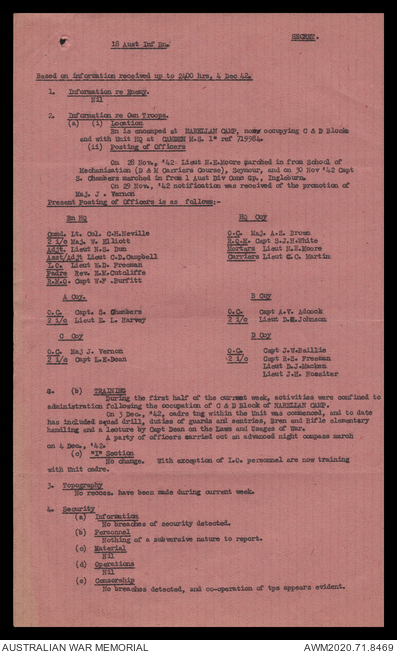 SECRET.
18 Aust Inf Bn.
Based on information received up to 2400 hrs, 4 Dec 42.
1. Information re Enemy.
Nil
2. Information re Own Troops.
(a) (i) Location
Bn is encamped at NARELLAN CAMP, now occupying C & D Blocks
and with Unit HQ at CAMDEN M.S. 1" ref 719984.
(ii) Posting of Officers
On 28 Nov., '42 Lieut H.E.Moore marched in from School of
Mechanisation (D & M Carriers Course), Seymour, and on 30 Nov '42 Capt
S. Chambers marched in from 1 Aust Div Coms Gp., Ingleburn.
On 29 Nov., '42 notification was received of the promotion of
Maj. J . Vernon
Present Posting of Officers is as follows:-
Bn HQ
HQ Coy
Comd. Lt. Col. C.H.Neville
O.C. Maj. A.S. Brown
2 i/c Maj. W. Elliott
R.Q.M. Capt S.J.H.White
Adjt. Lieut H.S. Dun
Mortars Lieut H.E.Moore
Asst/Adjt Lieut C.D.Campbell
Carriers Lieut C.C. Martin
I.O. Lieut W.D. Freeman
Padre Rev. H.M.Cutcliffe
R.M.O. Capt W.F .Burfitt
A Coy.
B Coy
O.C. Capt. S. Chambers
O.C. Capt A.V. Adcock
2 i/c Lieut E. L. Harvey
2 i/c Lieut D.H.Johnson
C Coy
D Coy
O.C. Maj J. Vernon
O.C. Capt J.W.Baillie
2 i/c Capt L.H.Dean
2 i/c Capt R.S. Freeman
Lieut D.J.Macken
Lieut J.H. Rossiter
2. (b) TRAINING
During the first half of the current week, activities were confined to
administration following the occupation of C & D Block of NARELLAN CAMP.
On 3 Dec., '42, cadre tng within the Unit was commenced, and to date
has included squad drill, duties of guards and sentries, Bren and Rifle elementary
handling and a lecture by Capt Dean on the Laws and Usages of War.
A party of officers carried out an advanced night compass march
on 4 Dec., '42.
(c) "I" Section
No change. With exception of I.O. personnel are now training
with Unit cadre.
3. Topography
No recces. have been made during current week.
4. Security
(a) Information
No breaches of security detected.
(b) Personnel
Nothing of a subversive nature to report.
(c) Material
Nil
(d) Operations
Nil
(e) Censorship
No breaches detected, and co-operation of tps appears evident.
AUSTRALIAN WAR MEMORIAL
AWM2020.71.8469